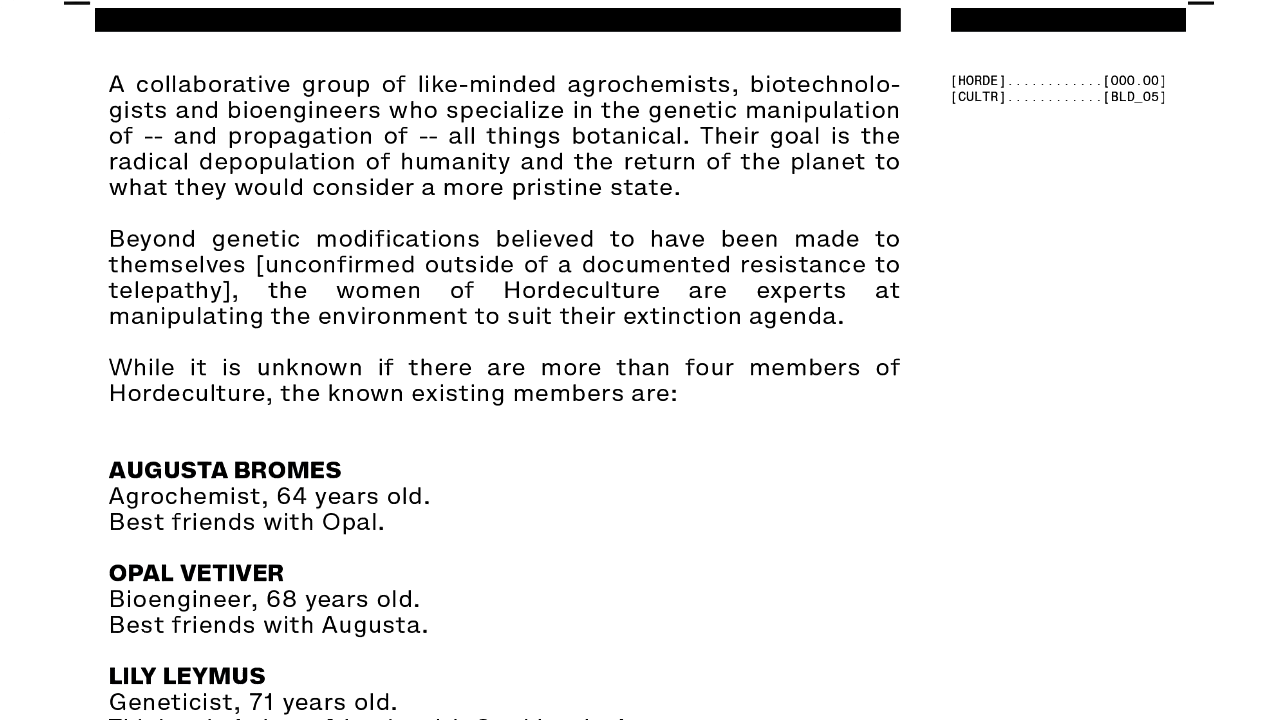 A collaborative group of like-minded agrochemists, biotechnolo-
gists and bioengineers who specialize in the genetic manipulation
of -- and propagation of -- all things botanical. Their goal is the
radical depopulation of humanity and the return of the planet to
what they would consider a more pristine state.
Beyond genetic modifications believed to have been made to
themselves [unconfirmed outside of a documented resistance to
telepathy], the women of Hordeculture are experts at
manipulating the environment to suit their extinction agenda.
While it is unknown if there are more than four members of
Hordeculture, the known existing members are:
AUGUSTA BROMES
Agrochemist, 64 years old.
Best friends with Opal.
OPAL VETIVER
Bioengineer, 68 years old.
Best friends with Augusta.
LILY LEYMUS
Geneticist, 71 years old.
[HORDE]............[000.00]
[CULTR]............[BLD_05]